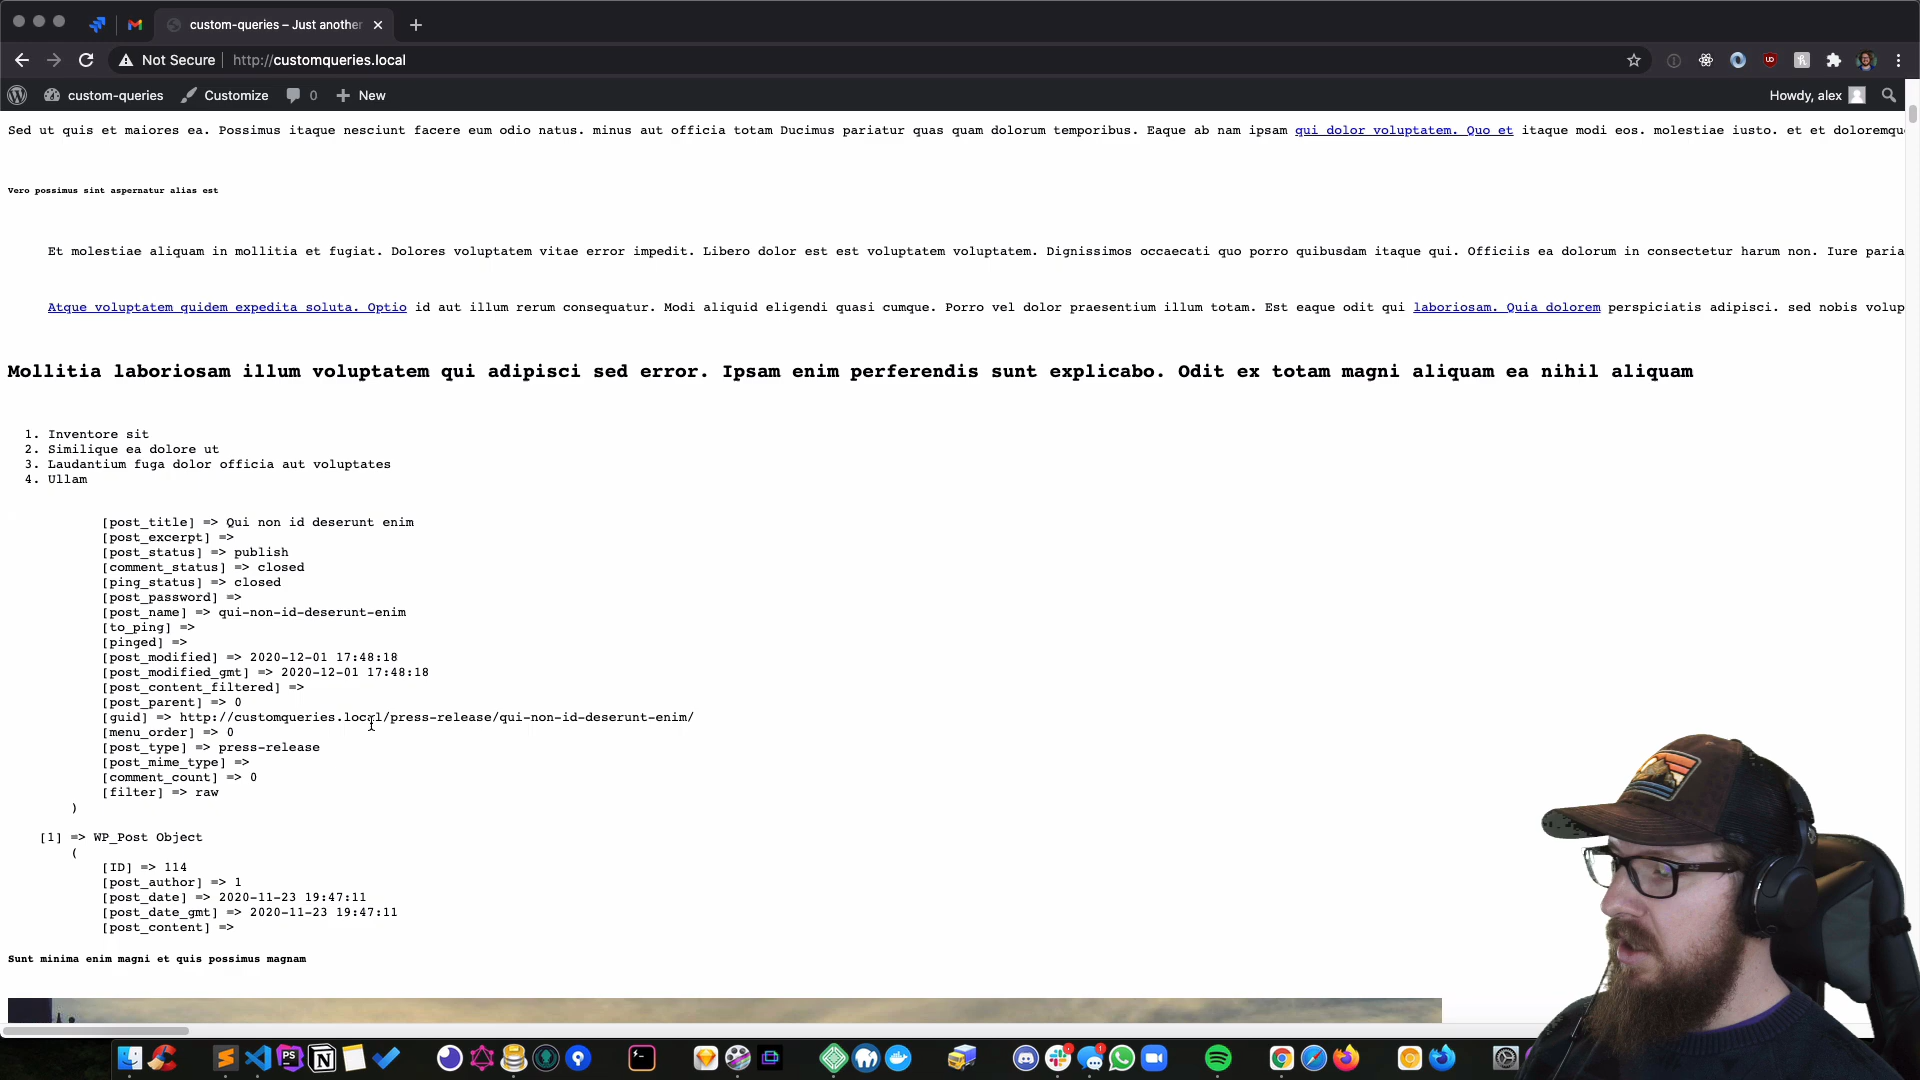 custom-queries – Just another
Not Secure
http://customqueries.local
custom-queries
Customize
0
New
Howdy, alex
Sed ut quis et maiores ea. Possimus itaque nesciunt facere eum odio natus. minus aut officia totam Ducimus pariatur quas quam dolorum temporibus. Eaque ab nam ipsam qui dolor voluptatem. Quo et itaque modi eos. molestiae iusto. et et doloremqu
Vero possimus sint aspernatur alias est
Et molestiae aliquam in mollitia et fugiat. Dolores voluptatem vitae error impedit. Libero dolor est est voluptatem voluptatem. Dignissimos occaecati quo porro quibusdam itaque qui. Officiis ea dolorum in consectetur harum non. Iure paria
Atque voluptatem quidem expedita soluta. Optio id aut illum rerum consequatur. Modi aliquid eligendi quasi cumque. Porro vel dolor praesentium illum totam. Est eaque odit qui laboriosam. Quia dolorem perspiciatis adipisci. sed nobis volup
Mollitia laboriosam illum voluptatem qui adipisci sed error. Ipsam enim perferendis sunt explicabo. Odit ex totam magni aliquam ea nihil aliquam
1. Inventore sit
2. Similique ea dolore ut
3. Laudantium fuga dolor officia aut voluptates
4. Ullam
[post_title] => Qui non id deserunt enim
[post_excerpt] =>
[post_status] => publish
[comment_status] => closed
[ping_status] => closed
[post_password] =>
[post_name] => qui-non-id-deserunt-enim
[to_ping] =>
[pinged] =>
[post_modified] => 2020-12-01 17:48:18
[post_modified_gmt] => 2020-12-01 17:48:18
[post_content_filtered] =>
[post_parent] => 0
[guid] => http://customqueries.local/press-release/qui-non-id-deserunt-enim/
[menu_order] => 0
[post_type] => press-release
[post_mime_type] =>
[comment_count] => 0
[filter] => raw
)
[1] => WP_Post Object
(
[ID] => 114
[post_author] => 1
[post_date] => 2020-11-23 19:47:11
[post_date_gmt] => 2020-11-23 19:47:11
[post_content] =>
Sunt minima enim magni et quis possimus magnam